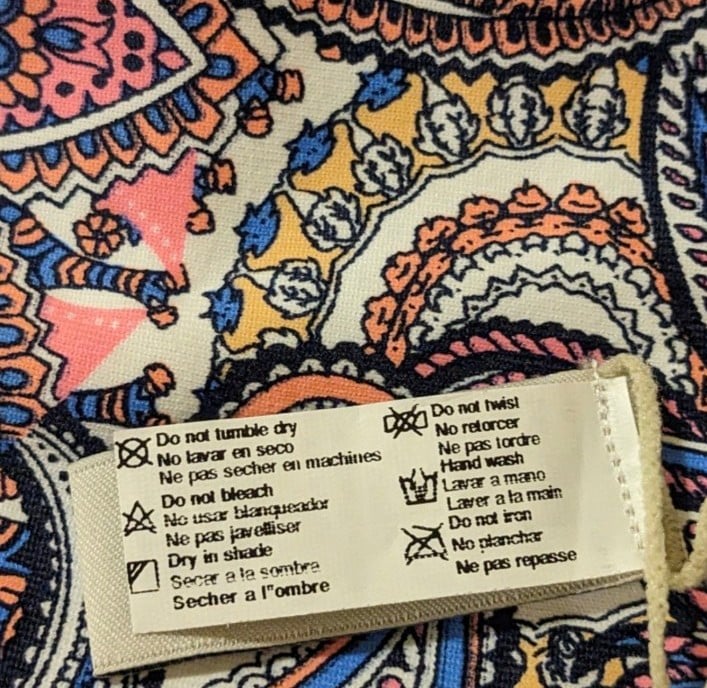 Do not tumble dry
No lavar en seco
Ne pas secher en machines
Do not bleach
No usar blanqueador
Ne pas javelliser
Dry in shade
Secar a la sombra
Secher a l"ombre
Do not twist
No retorcer
Ne pas tordre
Hand wash
Lavar a mano
Laver a la main
Do not iron
No planchar
Ne pas repasse